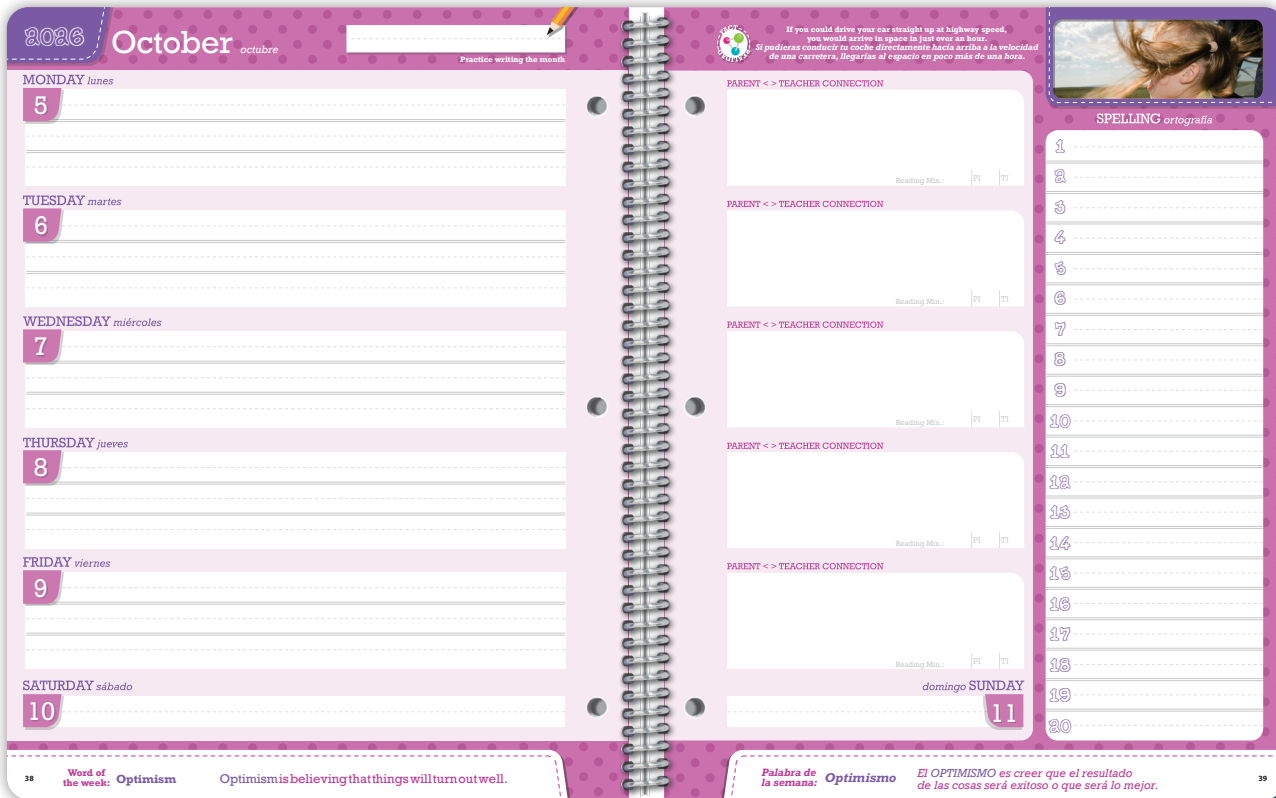 2026
October octubre
Practice writing the month
MONDAY lunes
5
TUESDAY martes
6
WEDNESDAY miércoles
7
THURSDAY jueves
8
FRIDAY viernes
9
SATURDAY sábado
10
38
Word of
the week: Optimism
Optimism is believing that things will turn out well.
If you could drive your car straight up at highway speed,
you would arrive in space in just over an hour.
Si pudieras conducir tu coche directamente hacia arriba a la velocidad
de una carretera, llegarías al espacio en poco más de una hora.
PARENT < > TEACHER CONNECTION
Reading Min.: PI TI
PARENT < > TEACHER CONNECTION
Reading Min.: PI TI
PARENT < > TEACHER CONNECTION
Reading Min.: PI TI
PARENT < > TEACHER CONNECTION
Reading Min.: PI TI
PARENT < > TEACHER CONNECTION
Reading Min.: PI TI
domingo SUNDAY
11
SPELLING ortografía
1
2
3
4
5
6
7
8
9
10
11
12
13
14
15
16
17
18
19
20
Palabra de
la semana: Optimismo
El OPTIMISMO es creer que el resultado
de las cosas será exitoso o que será lo mejor.
39